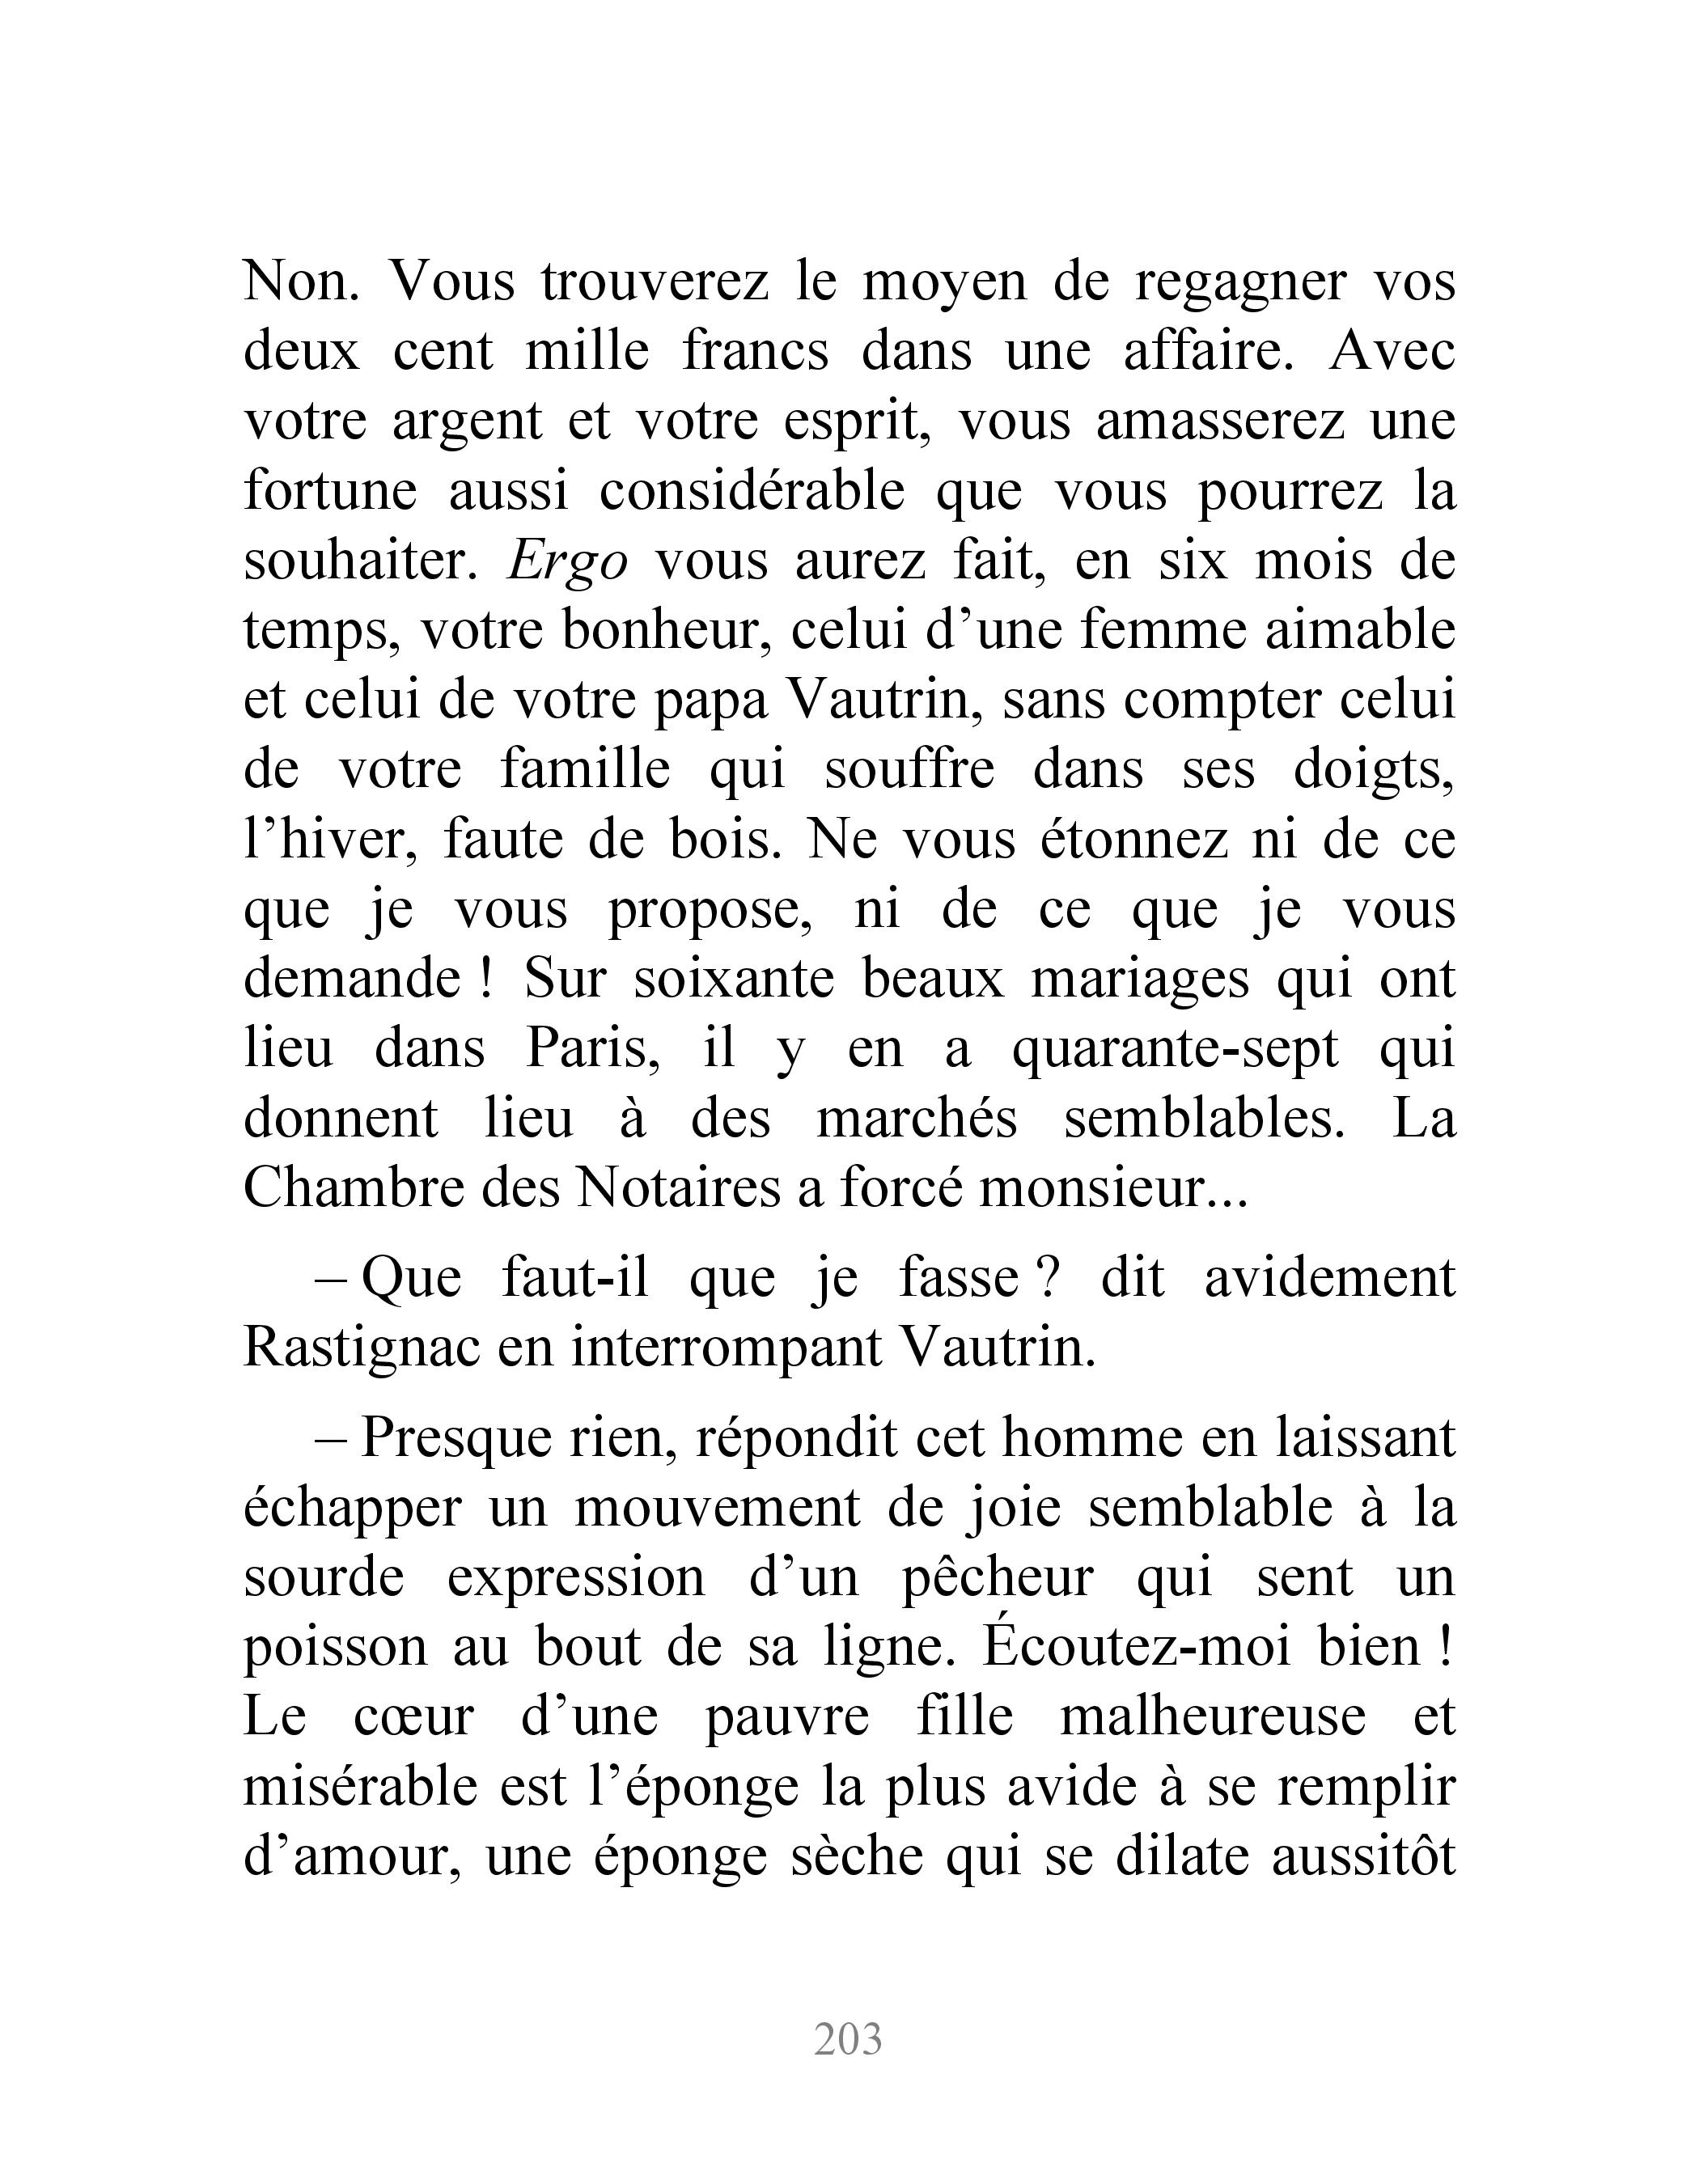 Non. Vous trouverez le moyen de regagner vos
deux cent mille francs dans une affaire. Avec
votre argent et votre esprit, vous amasserez une
fortune aussi considérable que vous pourrez la
souhaiter. Ergo vous aurez fait, en six mois de
temps, votre bonheur, celui d’une femme aimable
et celui de votre papa Vautrin, sans compter celui
de votre famille qui souffre dans ses doigts,
l’hiver, faute de bois. Ne vous étonnez ni de ce
que je vous propose, ni de ce que je vous
demande ! Sur soixante beaux mariages qui ont
lieu dans Paris, il y en a quarante-sept qui
donnent lieu à des marchés semblables. La
Chambre des Notaires a forcé monsieur...
– Que faut-il que je fasse ? dit avidement
Rastignac en interrompant Vautrin.
– Presque rien, répondit cet homme en laissant
échapper un mouvement de joie semblable à la
sourde expression d’un pêcheur qui sent un
poisson au bout de sa ligne. Écoutez-moi bien !
Le cœur d’une pauvre fille malheureuse et
misérable est l’éponge la plus avide à se remplir
d’amour, une éponge sèche qui se dilate aussitôt
203